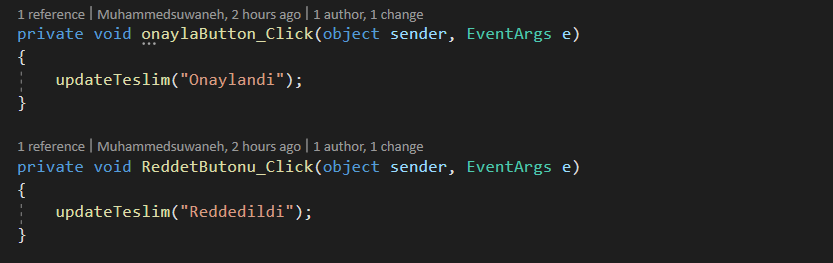 1 reference | Muhammedsuwaneh, 2 hours ago | 1 author, 1 change
private void onaylaButton_Click(object sender, EventArgs e)
{
updateTeslim("Onaylandi");
}
1 reference | Muhammedsuwaneh, 2 hours ago | 1 author, 1 change
private void ReddetButonu_Click(object sender, EventArgs e)
{
updateTeslim("Reddedildi");
}